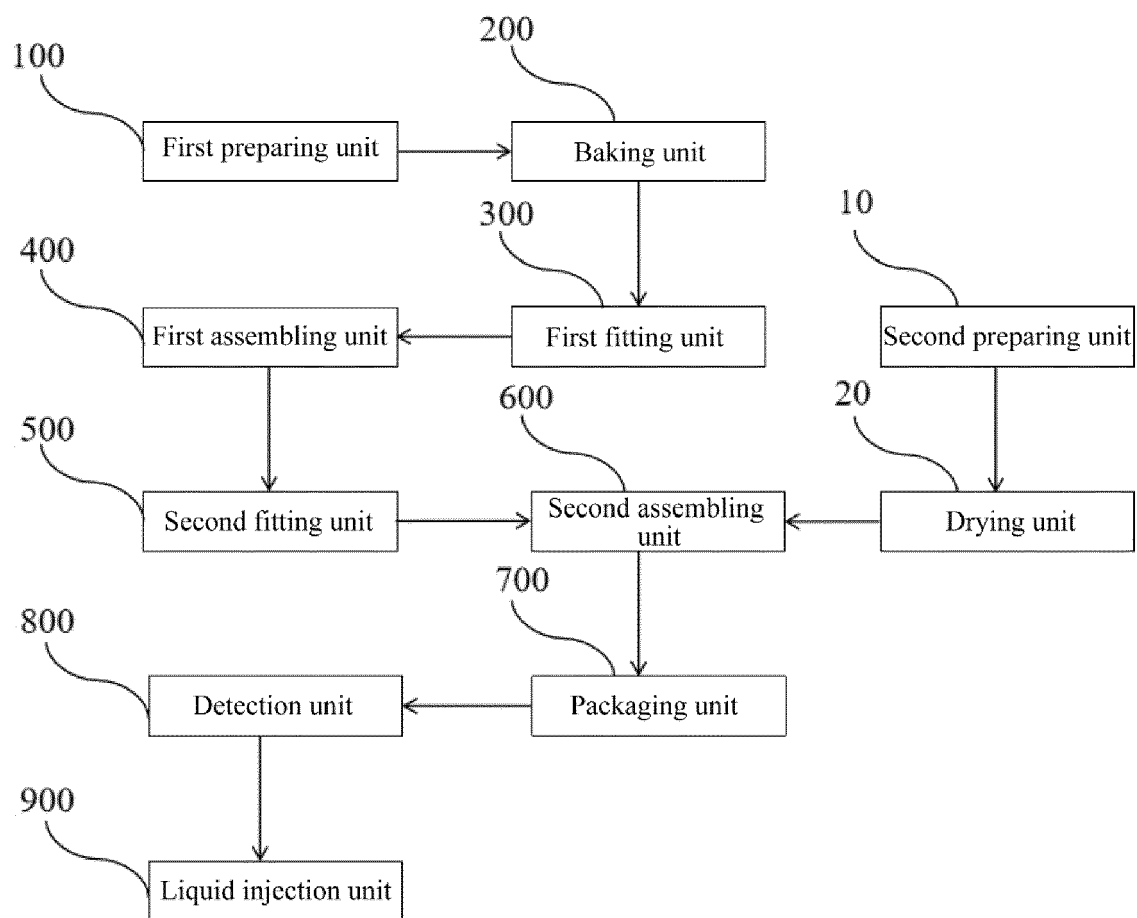 200
100
First preparing unit
Baking unit
10
300
400
First assembling unit
First fitting unit
Second preparing unit
600
20
500
Second fitting unit
Second assembling
unit
Drying unit
700
800
Detection unit
Packaging unit
900
Liquid injection unit